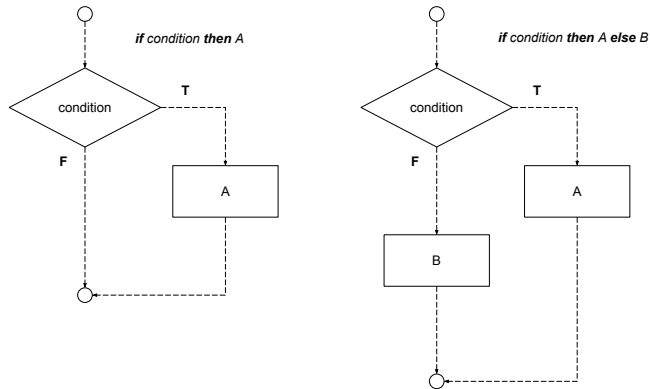 if condition then A
condition
T
F
A
if condition then A else B
condition
T
F
A
B